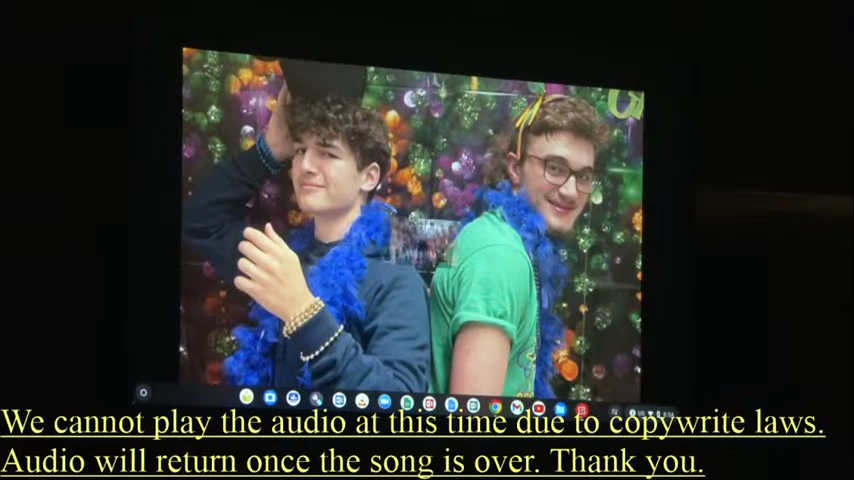 We cannot play the audio at this time due to copywrite laws.
Audio will return once the song is over. Thank you.